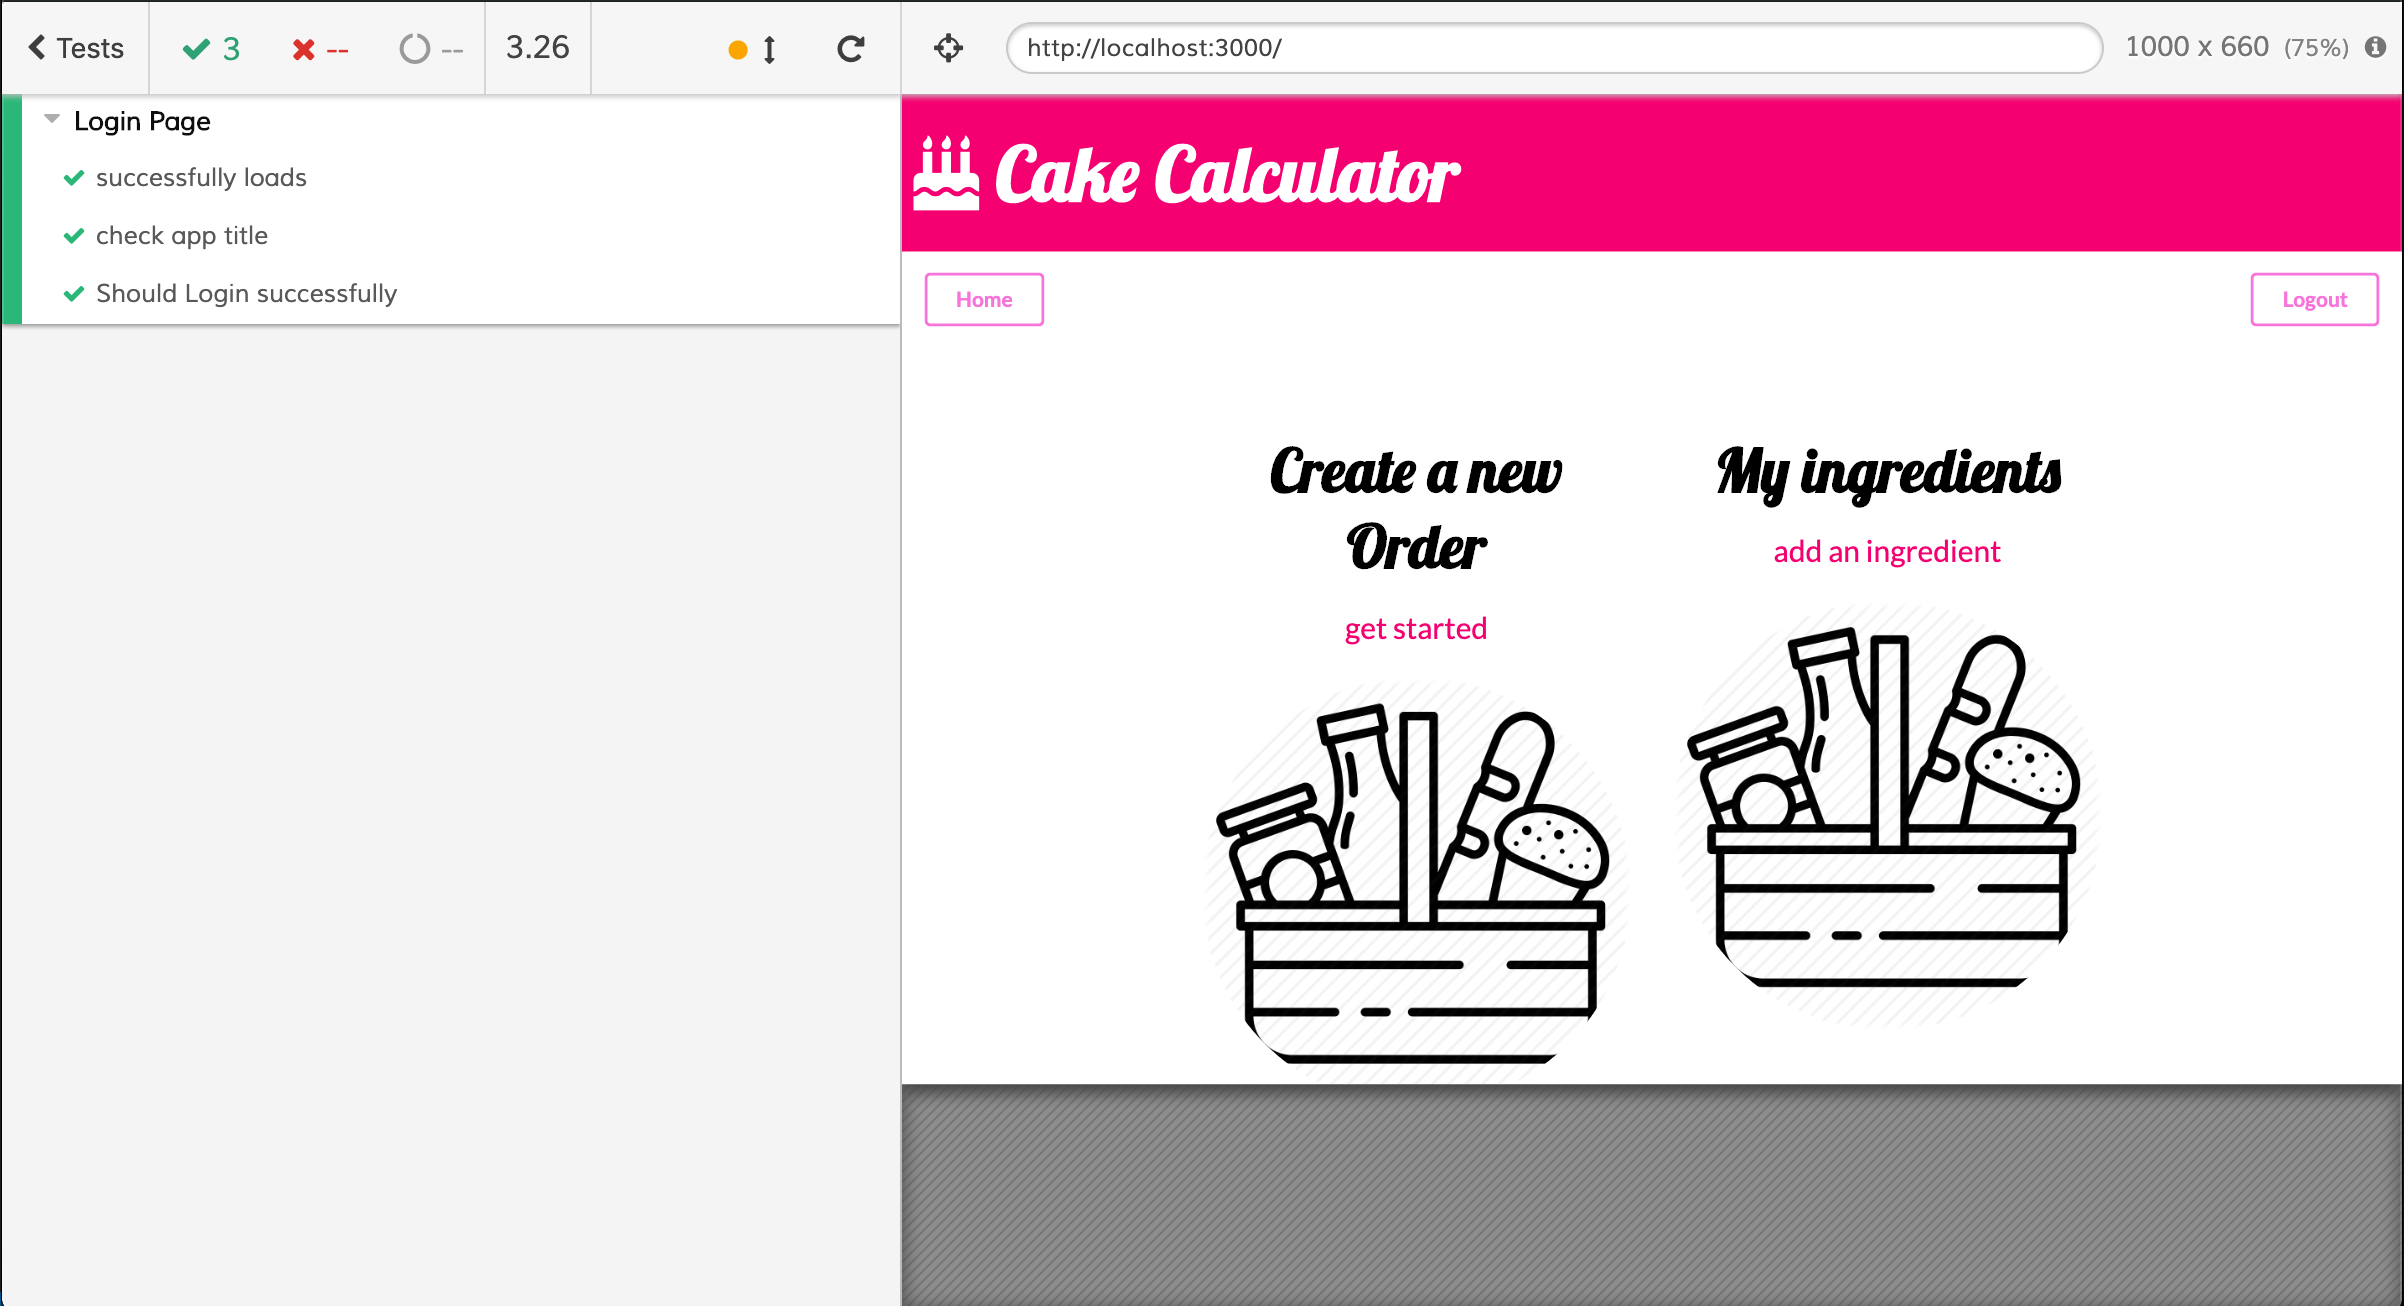 Tests
3
--
--
3.26
http://localhost:3000/
1000 x 660 (75%)
Login Page
successfully loads
check app title
Should Login successfully
Cake Calculator
Home
Logout
Create a new
Order
get started
My ingredients
add an ingredient